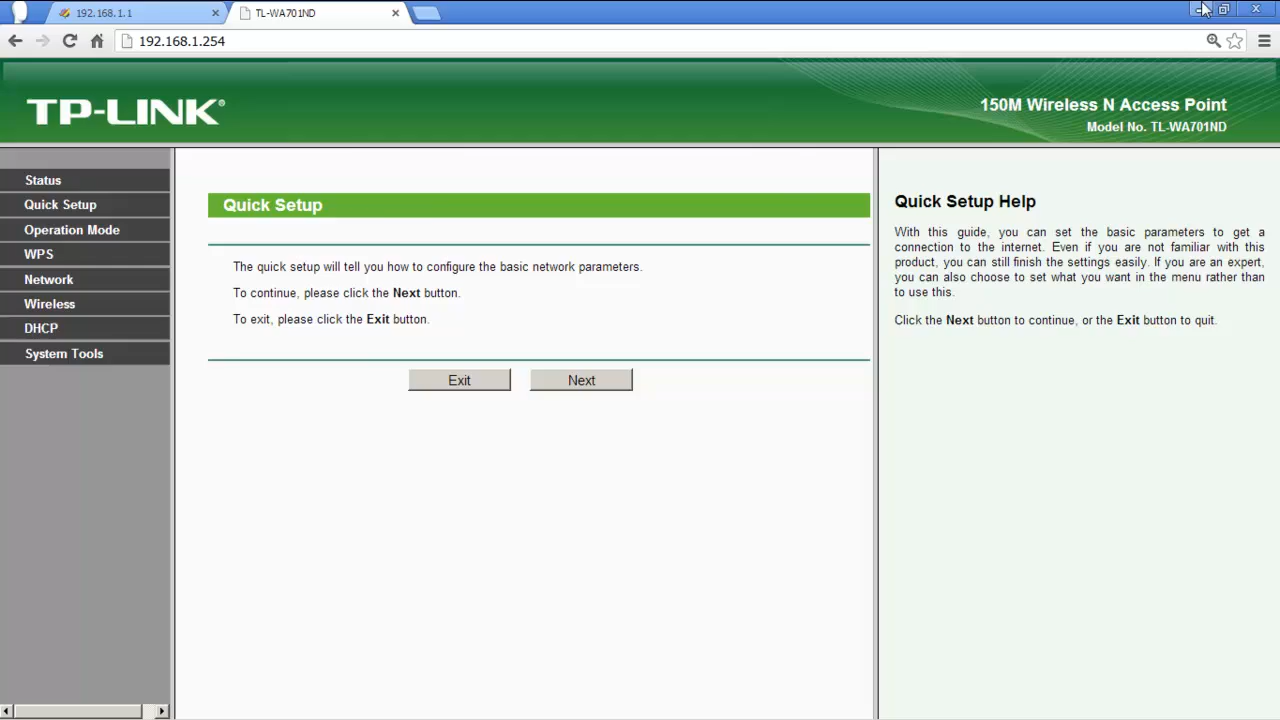 192.168.1.1
TL-WA701ND
192.168.1.254
TP-LINK®
150M Wireless N Access Point
Model No. TL-WA701ND
Status
Quick Setup
Operation Mode
WPS
Network
Wireless
DHCP
System Tools
Quick Setup
The quick setup will tell you how to configure the basic network parameters.
To continue, please click the Next button.
To exit, please click the Exit button.
Exit
Next
Quick Setup Help
With this guide, you can set the basic parameters to get a
connection to the internet. Even if you are not familiar with this
product, you can still finish the settings easily. If you are an expert,
you can also choose to set what you want in the menu rather than
to use this.
Click the Next button to continue, or the Exit button to quit.